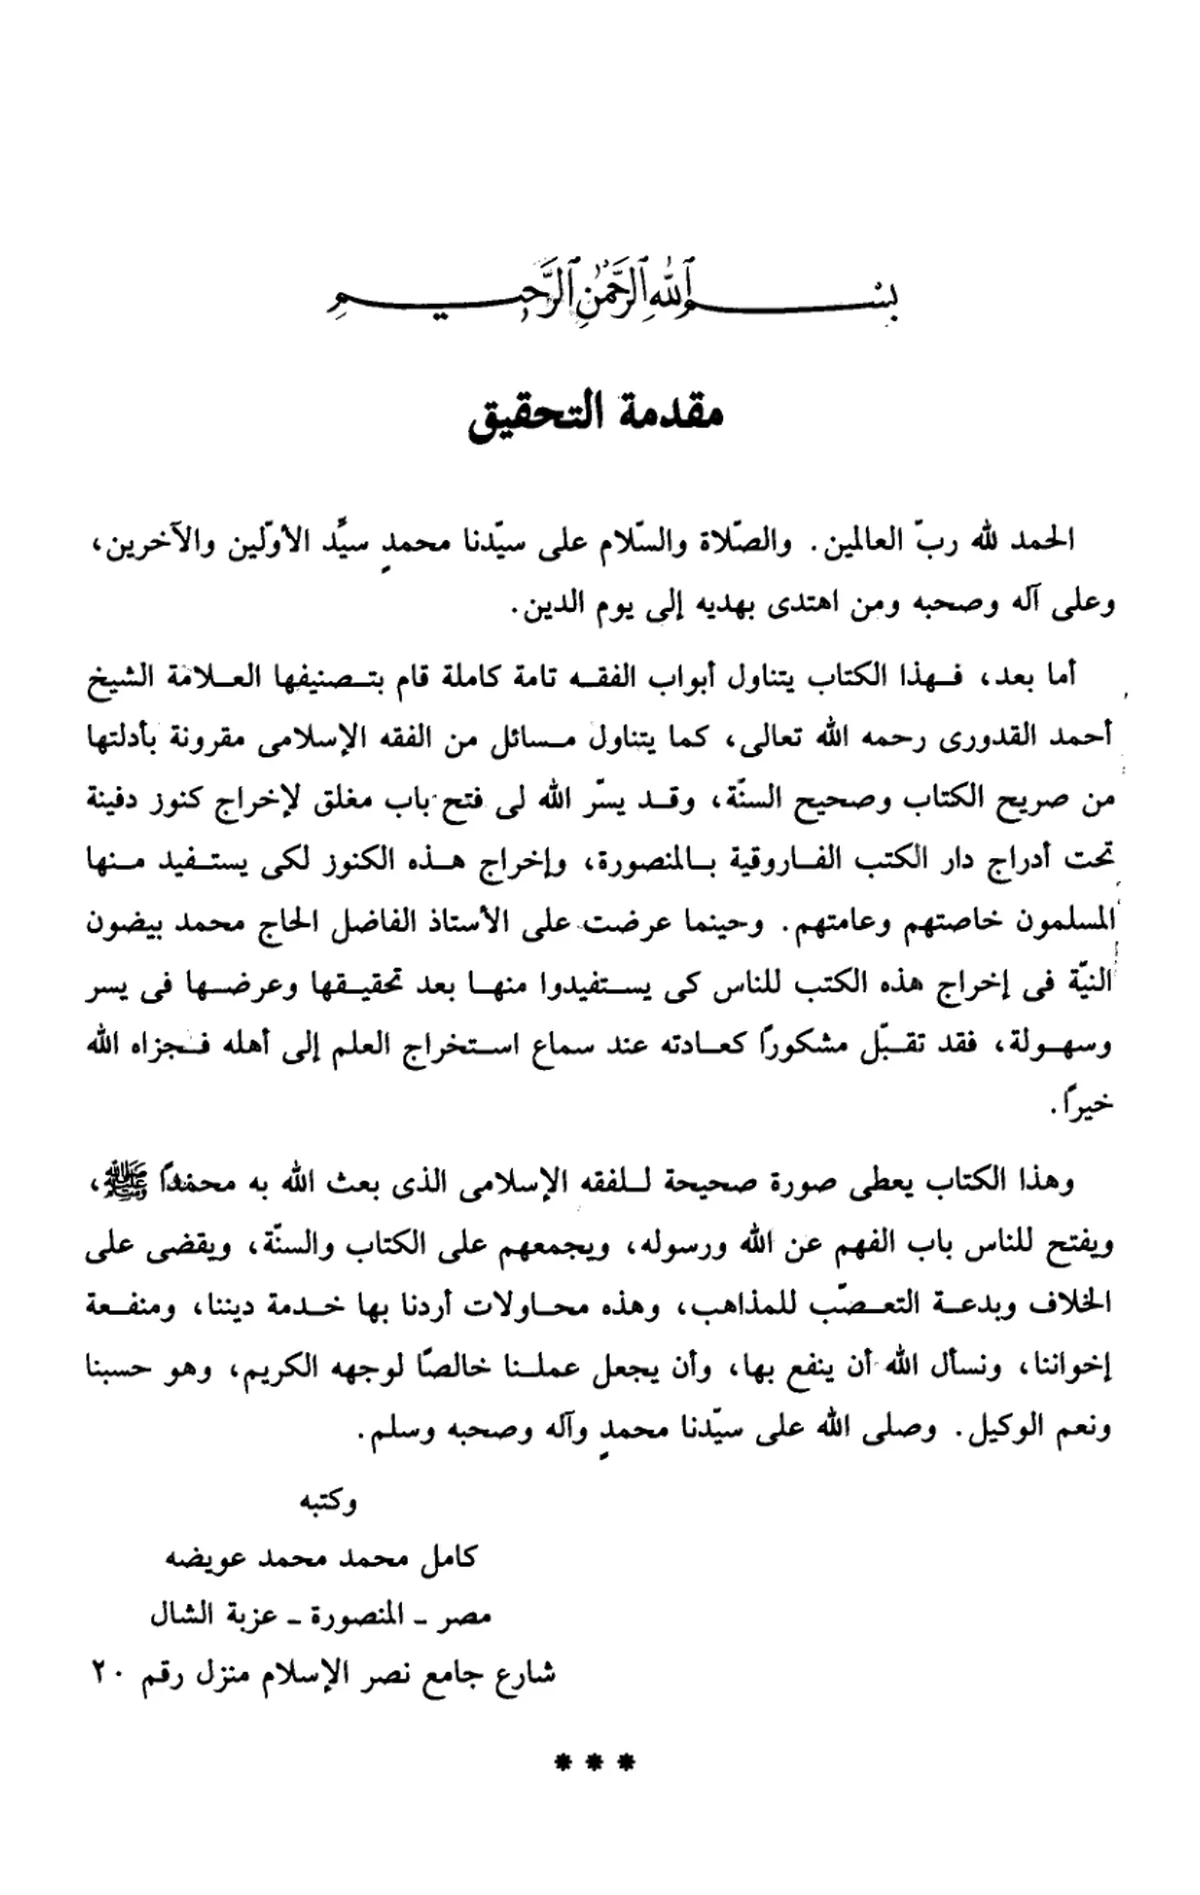 بسم الله الرحمن الرحيم
مقدمة التحقيق
الحمد لله ربّ العالمين. والصّلاة والسّلام على سيّدنا محمدٍ سيِّد الأوّلين والآخرين،
وعلى آله وصحبه ومن اهتدى بهديه إلى يوم الدين.
أما بعد، فهذا الكتاب يتناول أبواب الفقه تامة كاملة قام بتصنيفها العلامة الشيخ
أحمد القدورى رحمه الله تعالى، كما يتناول مسائل من الفقه الإسلامى مقرونة بأدلتها
من صريح الكتاب وصحيح السنّة، وقد يسّر الله لى فتح باب مغلق لإخراج كنوز دفينة
تحت أدراج دار الكتب الفاروقية بالمنصورة، وإخراج هذه الكنوز لكى يستفيد منها
المسلمون خاصتهم وعامتهم. وحينما عرضت على الأستاذ الفاضل الحاج محمد بيضون
النيّة فى إخراج هذه الكتب للناس كى يستفيدوا منها بعد تحقيقها وعرضها فى يسر
وسهولة، فقد تقبّل مشكورًا كعادته عند سماع استخراج العلم إلى أهله فجزاه الله
خيرًا.
وهذا الكتاب يعطى صورة صحيحة للفقه الإسلامى الذى بعث الله به محمدًا ﷺ،
ويفتح للناس باب الفهم عن الله ورسوله، ويجمعهم على الكتاب والسنّة، ويقضى على
الخلاف وبدعة التعصّب للمذاهب، وهذه محاولات أردنا بها خدمة ديننا، ومنفعة
إخواننا، ونسأل الله أن ينفع بها، وأن يجعل عملنا خالصًا لوجهه الكريم، وهو حسبنا
ونعم الوكيل. وصلى الله على سيّدنا محمدٍ وآله وصحبه وسلم.
وكتبه
كامل محمد محمد عويضه
مصر ـ المنصورة ـ عزبة الشال
شارع جامع نصر الإسلام منزل رقم ٢٠
* * *